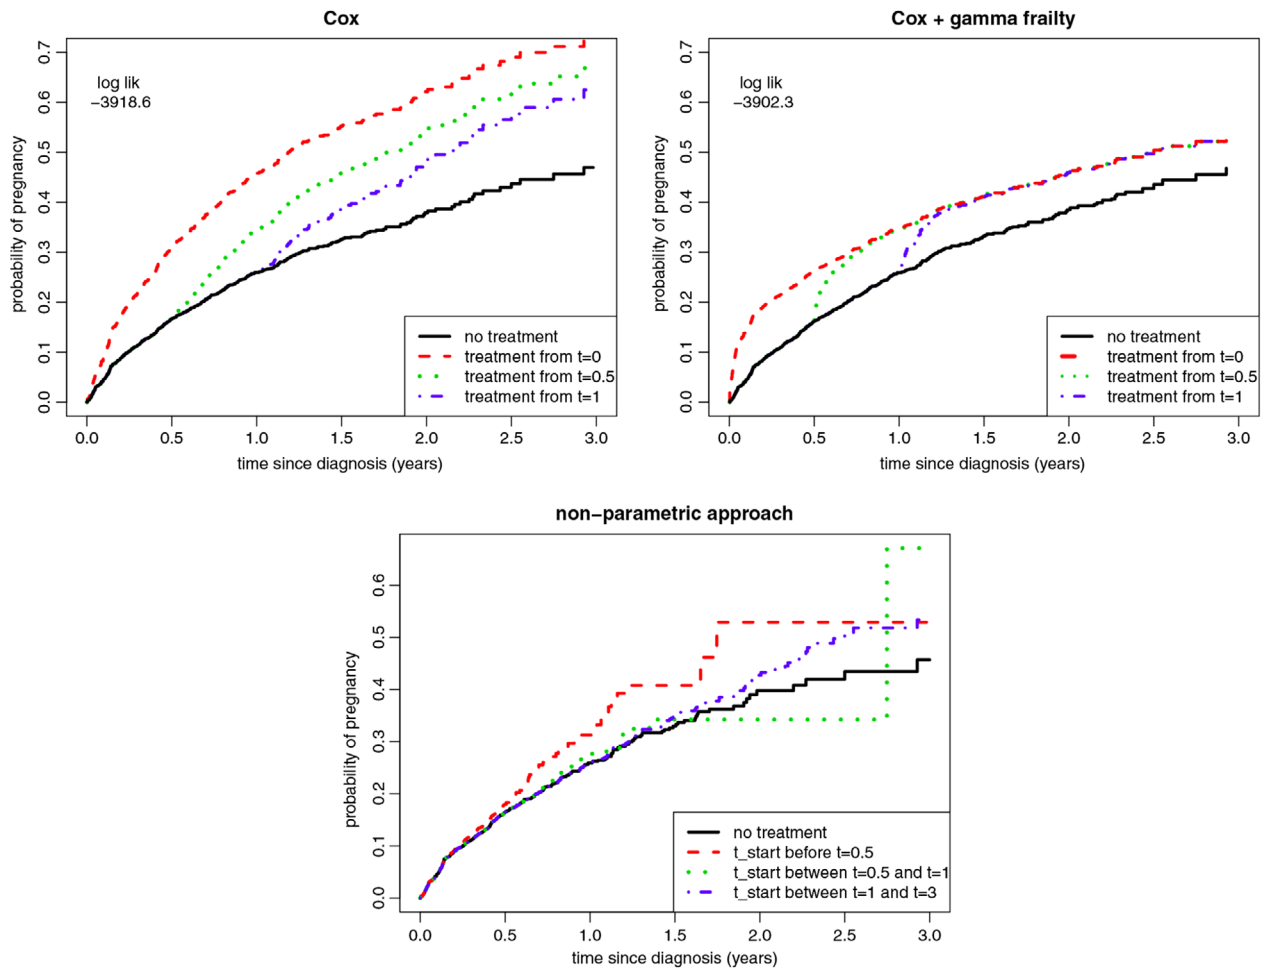 Cox
log lik
−3918.6
probability of pregnancy
0.0 0.1 0.2 0.3 0.4 0.5 0.6 0.7
no treatment
treatment from t=0
treatment from t=0.5
treatment from t=1
0.0 0.5 1.0 1.5 2.0 2.5 3.0
time since diagnosis (years)
Cox + gamma frailty
log lik
−3902.3
probability of pregnancy
0.0 0.1 0.2 0.3 0.4 0.5 0.6 0.7
no treatment
treatment from t=0
treatment from t=0.5
treatment from t=1
0.0 0.5 1.0 1.5 2.0 2.5 3.0
time since diagnosis (years)
non−parametric approach
probability of pregnancy
0.0 0.1 0.2 0.3 0.4 0.5 0.6
no treatment
t_start before t=0.5
t_start between t=0.5 and t=1
t_start between t=1 and t=3
0.0 0.5 1.0 1.5 2.0 2.5 3.0
time since diagnosis (years)